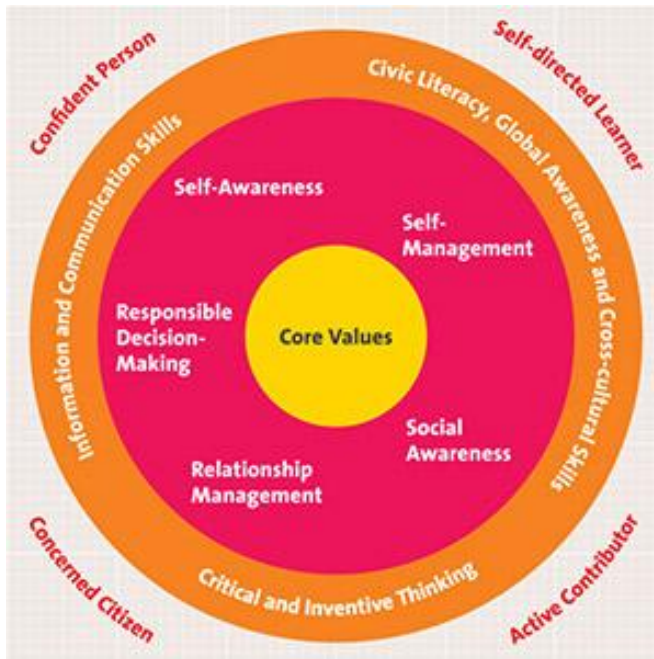 Confident Person
Self-directed Learner
Information and Communication Skills
Civic Literacy, Global Awareness and Cross-cultural Skills
Self-Awareness
Self-
Management
Responsible
Decision-
Making
Core Values
Social
Awareness
Relationship
Management
Critical and Inventive Thinking
Concerned Citizen
Active Contributor